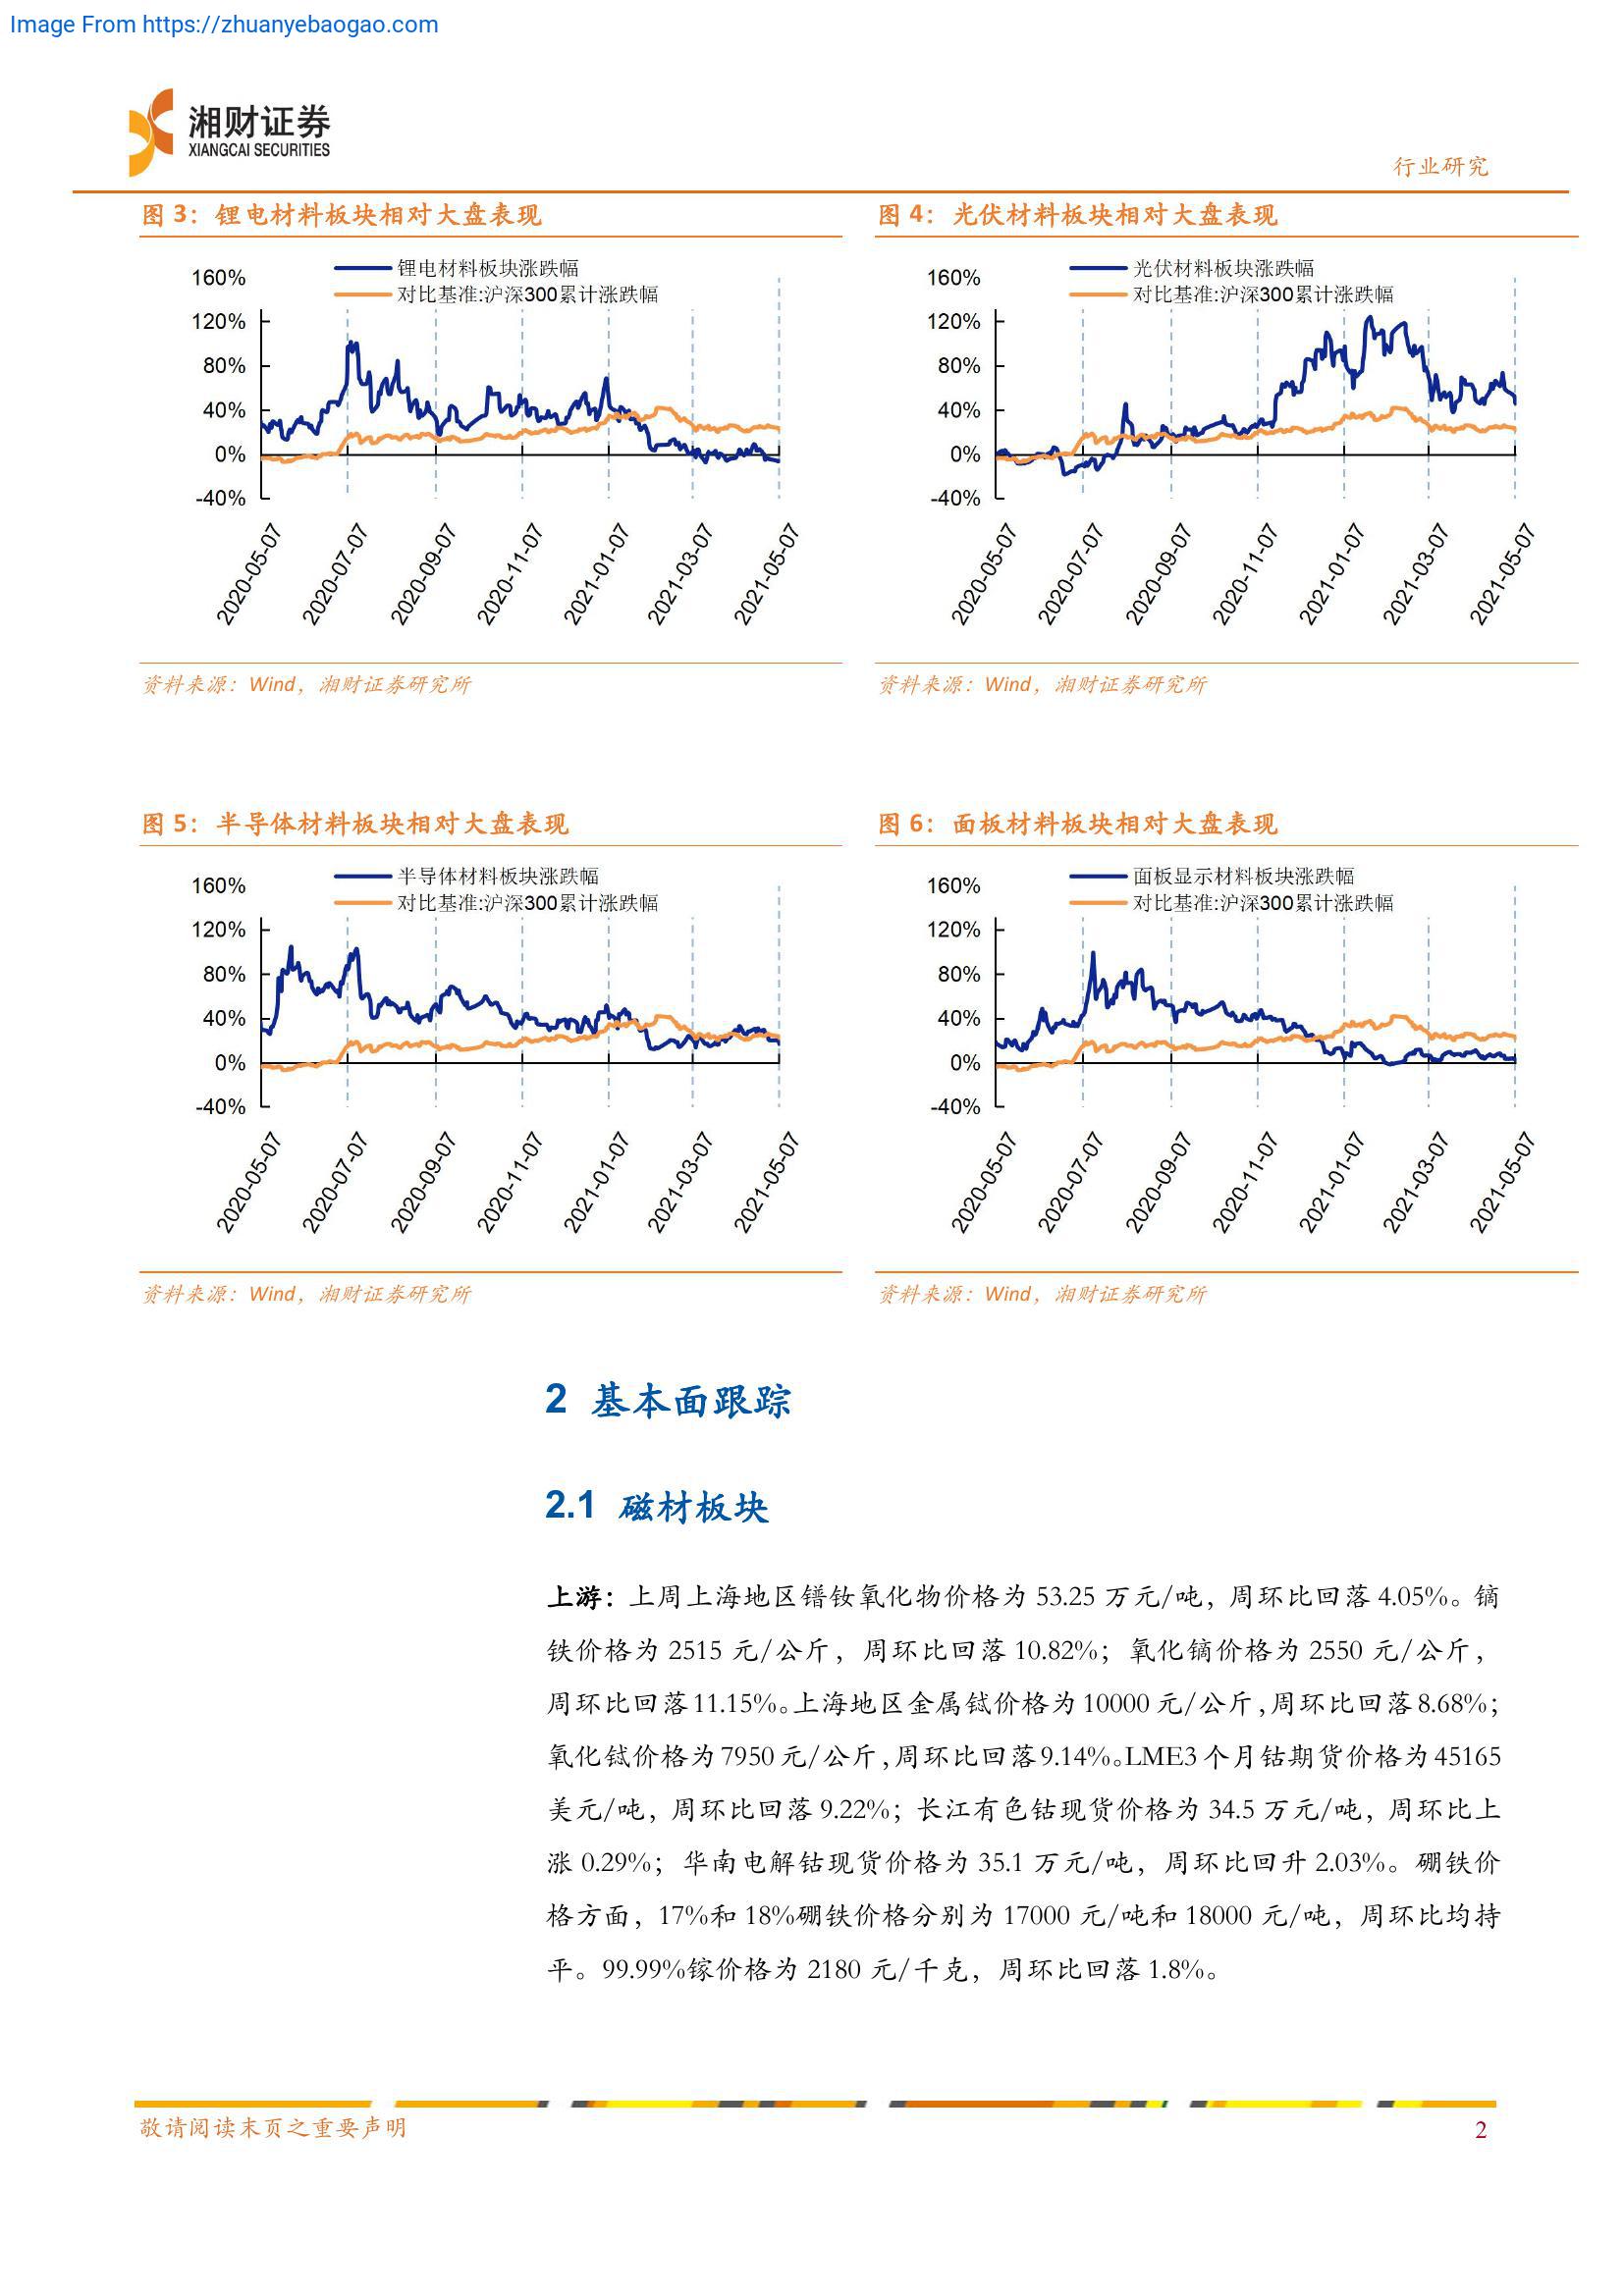 Image From https://zhuanyebaogao.com
湘财证券
XIANGCAI SECURITIES
行业研究
图 3：锂电材料板块相对大盘表现
锂电材料板块涨跌幅
对比基准:沪深300累计涨跌幅
160%
120%
80%
40%
0%
-40%
2020-05-07
2020-07-07
2020-09-07
2020-11-07
2021-01-07
2021-03-07
2021-05-07
资料来源：Wind，湘财证券研究所
图 4：光伏材料板块相对大盘表现
光伏材料板块涨跌幅
对比基准:沪深300累计涨跌幅
160%
120%
80%
40%
0%
-40%
2020-05-07
2020-07-07
2020-09-07
2020-11-07
2021-01-07
2021-03-07
2021-05-07
资料来源：Wind，湘财证券研究所
图 5：半导体材料板块相对大盘表现
半导体材料板块涨跌幅
对比基准:沪深300累计涨跌幅
160%
120%
80%
40%
0%
-40%
2020-05-07
2020-07-07
2020-09-07
2020-11-07
2021-01-07
2021-03-07
2021-05-07
资料来源：Wind，湘财证券研究所
图 6：面板材料板块相对大盘表现
面板显示材料板块涨跌幅
对比基准:沪深300累计涨跌幅
160%
120%
80%
40%
0%
-40%
2020-05-07
2020-07-07
2020-09-07
2020-11-07
2021-01-07
2021-03-07
2021-05-07
资料来源：Wind，湘财证券研究所
2 基本面跟踪
2.1 磁材板块
上游：上周上海地区镨钕氧化物价格为 53.25 万元/吨，周环比回落 4.05%。镝
铁价格为 2515 元/公斤，周环比回落 10.82%；氧化镝价格为 2550 元/公斤，
周环比回落 11.15%。上海地区金属铽价格为 10000 元/公斤，周环比回落 8.68%；
氧化铽价格为 7950 元/公斤，周环比回落 9.14%。LME3 个月钴期货价格为 45165
美元/吨，周环比回落 9.22%；长江有色钴现货价格为 34.5 万元/吨，周环比上
涨 0.29%；华南电解钴现货价格为 35.1 万元/吨，周环比回升 2.03%。硼铁价
格方面，17%和 18%硼铁价格分别为 17000 元/吨和 18000 元/吨，周环比均持
平。99.99%镓价格为 2180 元/千克，周环比回落 1.8%。
敬请阅读末页之重要声明
2